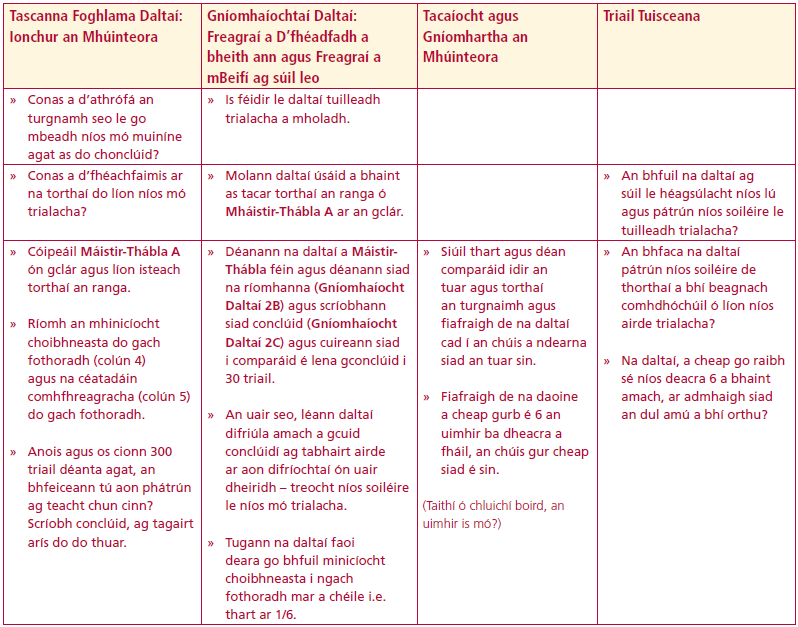 Tascanna Foghlama Daltaí:
Ionchur an Mhúinteora
Gníomhaíochtaí Daltaí:
Freagraí a D’fhéadfadh a
bheith ann agus Freagraí a
mBeifí ag súil leo
Tacaíocht agus
Gníomhartha an
Mhúinteora
Triail Tuisceana
» Conas a d’athrófá an
turgnamh seo le go
mbeadh níos mó muiníne
agat as do chonclúid?
» Is féidir le daltaí tuilleadh
trialacha a mholadh.
» Conas a d’fhéachfaimis ar
na torthaí do líon níos mó
trialacha?
» Molann daltaí úsáid a bhaint
as tacar torthaí an ranga ó
Mháistir-Thábla A ar an gclár.
» An bhfuil na daltaí ag
súil le héagsúlacht níos lú
agus pátrún níos soiléire le
tuilleadh trialacha?
» Cóipeáil Máistir-Thábla A
ón gclár agus líon isteach
torthaí an ranga.
» Ríomh an mhinicíocht
choibhneasta do gach
fothoradh (colún 4)
agus na céatadáin
comhfhreagracha (colún 5)
do gach fothoradh.
» Anois agus os cionn 300
triail déanta agat, an
bhfeiceann tú aon phátrún
ag teacht chun cinn?
Scríobh conclúid, ag tagairt
arís do do thuar.
» Déanann na daltaí a Máistir-
Thábla féin agus déanann siad
na ríomhanna (Gníomhaíocht
Daltaí 2B) agus scríobhann
siad conclúid (Gníomhaíocht
Daltaí 2C) agus cuireann siad
i comparáid é lena gconclúid i
30 triail.
» An uair seo, léann daltaí
difriúla amach a gcuid
conclúidí ag tabhairt airde
ar aon difríochtaí ón uair
dheiridh – treocht níos soiléire
le níos mó trialacha.
» Tugann na daltaí faoi
deara go bhfuil minicíocht
choibhneasta i ngach
fothoradh mar a chéile i.e.
thart ar 1/6.
» Siúil thart agus déan
comparáid idir an
tuar agus torthaí
an turgnaimh agus
fiafraigh de na daltaí
cad í an chúis a ndearna
siad an tuar sin.
» Fiafraigh de na daoine
a cheap gurb é 6 an
uimhir ba dheacra a
fháil, an chúis gur cheap
siad é sin.
(Taithí ó chluichí boird, an
uimhir is mó?)
» An bhfaca na daltaí
pátrún níos soiléire de
thorthaí a bhí beagnach
comhdhóchúil ó líon níos
airde trialacha?
» Na daltaí, a cheap go raibh
sé níos deacra 6 a bhaint
amach, ar admhaigh siad
an dul amú a bhí orthu?